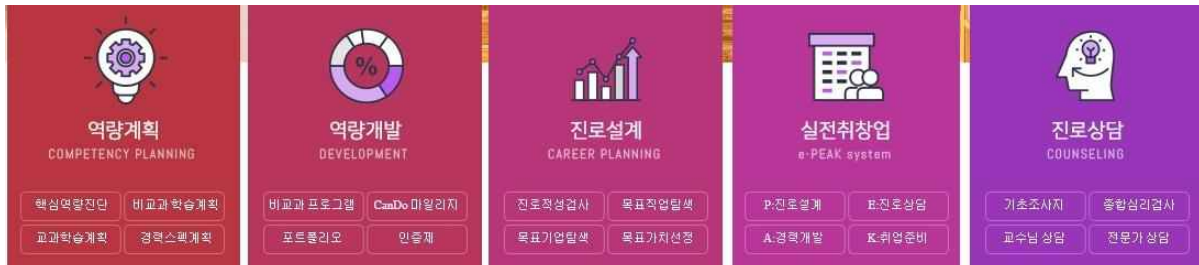 %
역량계획
COMPETENCY PLANNING
핵심역량진단 비교과학습계획
교과학습계획 경력스펙계획
역량개발
DEVELOPMENT
비교과 프로그램 CanDo 마일리지
포트폴리오 인증제
진로설계
CAREER PLANNING
진로적성검사 목표직업탐색
목표기업탐색 목표가치선정
실전취창업
e-PEAK system
P:진로설계 E:진로상담
A:경력개발 K:취업준비
진로상담
COUNSELING
기초조사지 종합심리검사
교수님 상담 전문가 상담